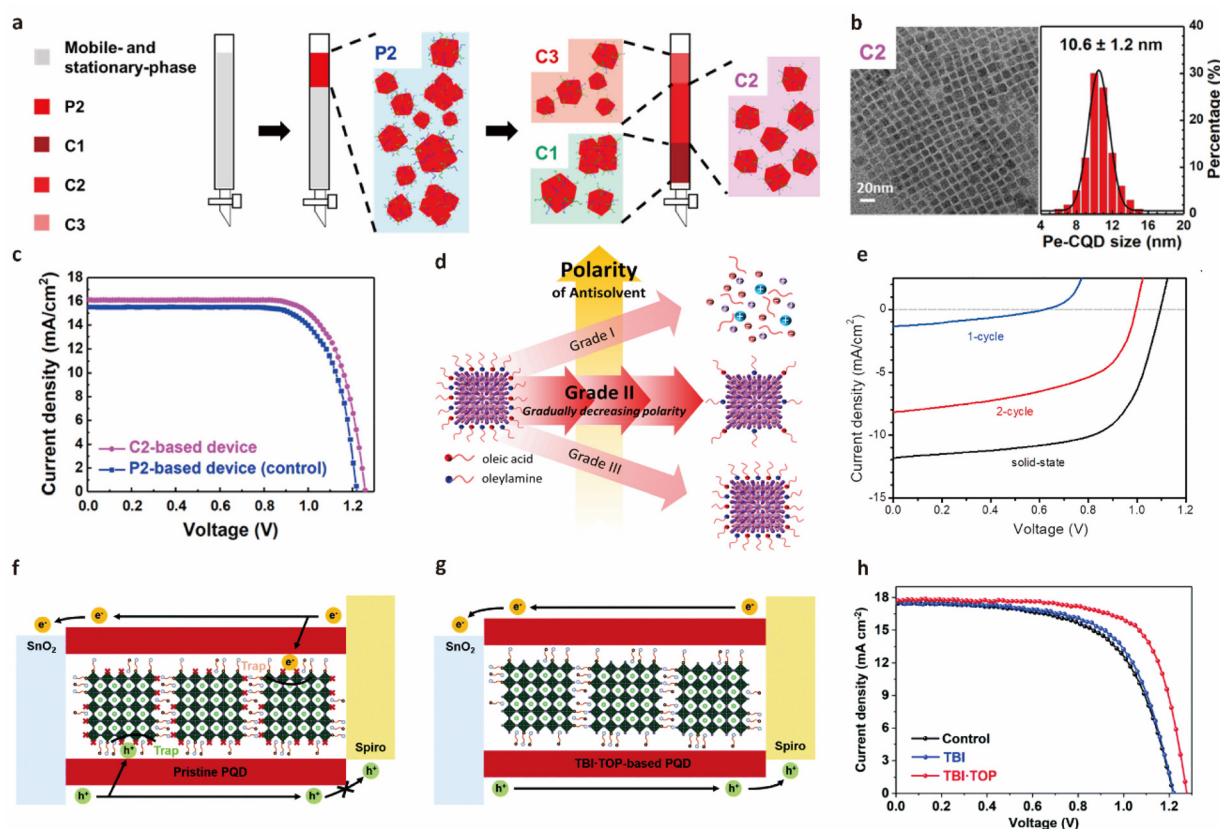 a
Mobile- and
stationary-phase
P2
C1
C2
C3
P2
C3
C1
C2
b
C2
20nm
10.6 ± 1.2 nm
40
30
20
10
0
Percentage (%)
4 8 12 16 20
Pe-CQD size (nm)
c
18
16
14
12
10
8
6
4
2
0
Current density (mA/cm²)
C2-based device
P2-based device (control)
0.0 0.2 0.4 0.6 0.8 1.0 1.2
Voltage (V)
d
Polarity
of Antisolvent
Grade I
Grade II
Gradually decreasing polarity
Grade III
oleic acid
oleylamine
e
0
-5
-10
-15
Current density (mA/cm²)
1-cycle
2-cycle
solid-state
0.0 0.2 0.4 0.6 0.8 1.0 1.2
Voltage (V)
f
e⁻
e⁻
e⁻
SnO₂
Trap
e⁻
h⁺
Trap
Spiro
Pristine PQD
h⁺
h⁺
h⁺
g
e⁻
e⁻
e⁻
SnO₂
Spiro
TBI·TOP-based PQD
h⁺
h⁺
h⁺
h
18
15
12
9
6
3
0
Current density (mA cm⁻²)
Control
TBI
TBI·TOP
0.0 0.2 0.4 0.6 0.8 1.0 1.2
Voltage (V)